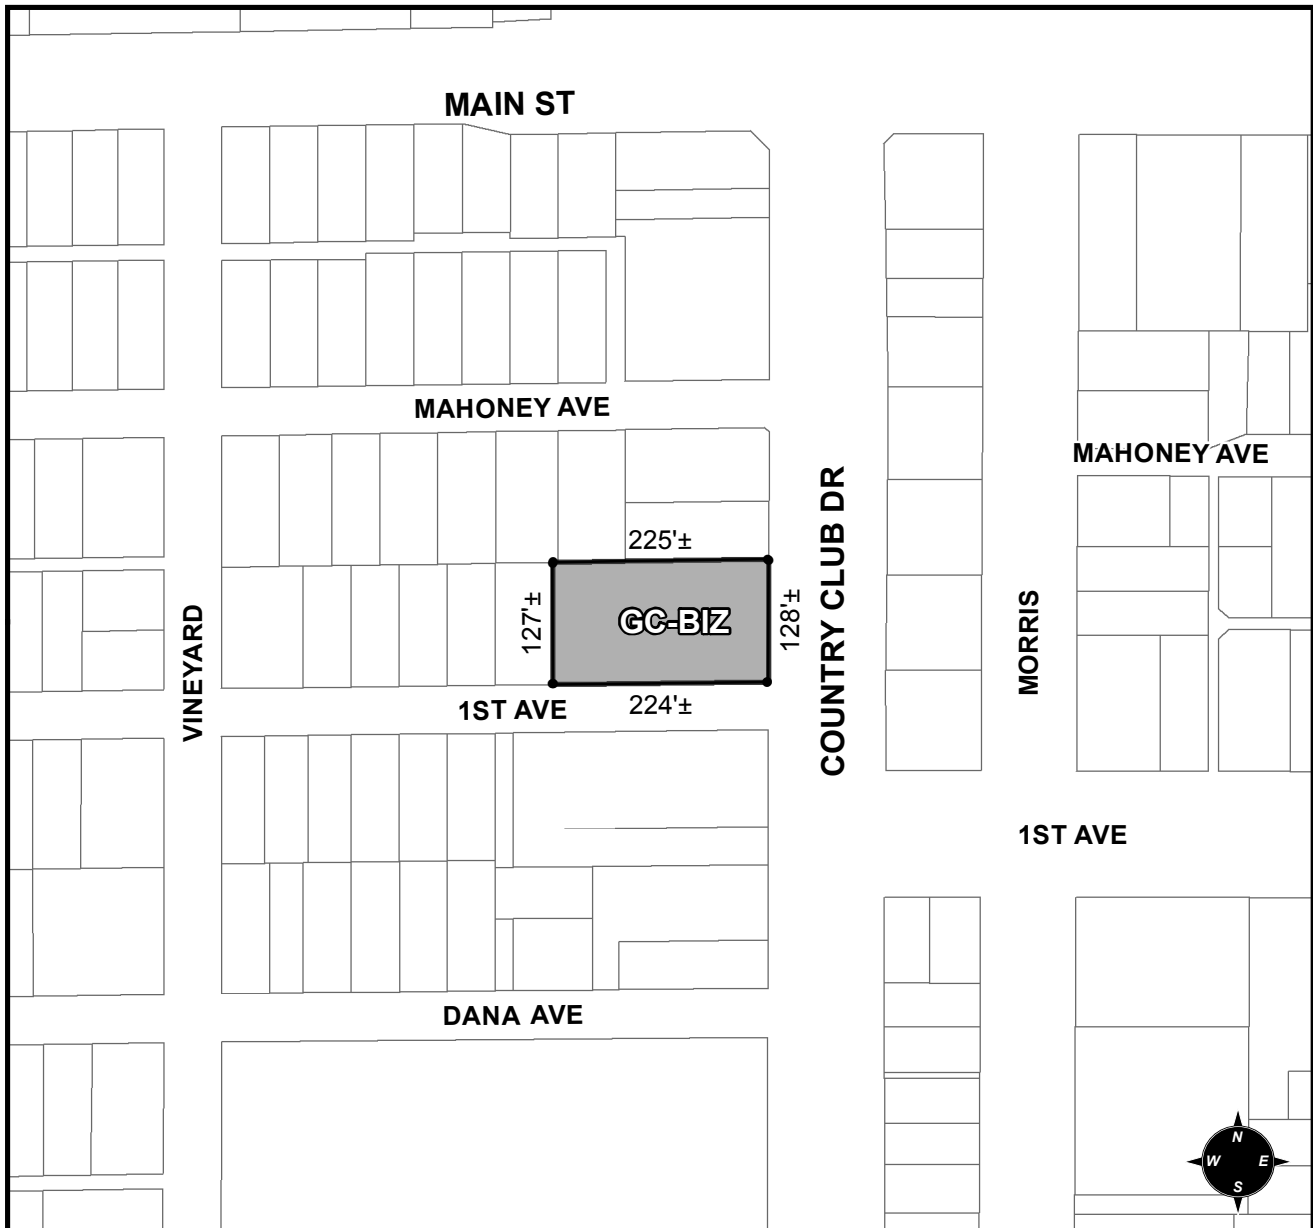 MAIN ST
MAHONEY AVE
MAHONEY AVE
225'±
127'±
GC-BIZ
128'±
COUNTRY CLUB DR
MORRIS
VINEYARD
1ST AVE
224'±
1ST AVE
DANA AVE
N
W E
S